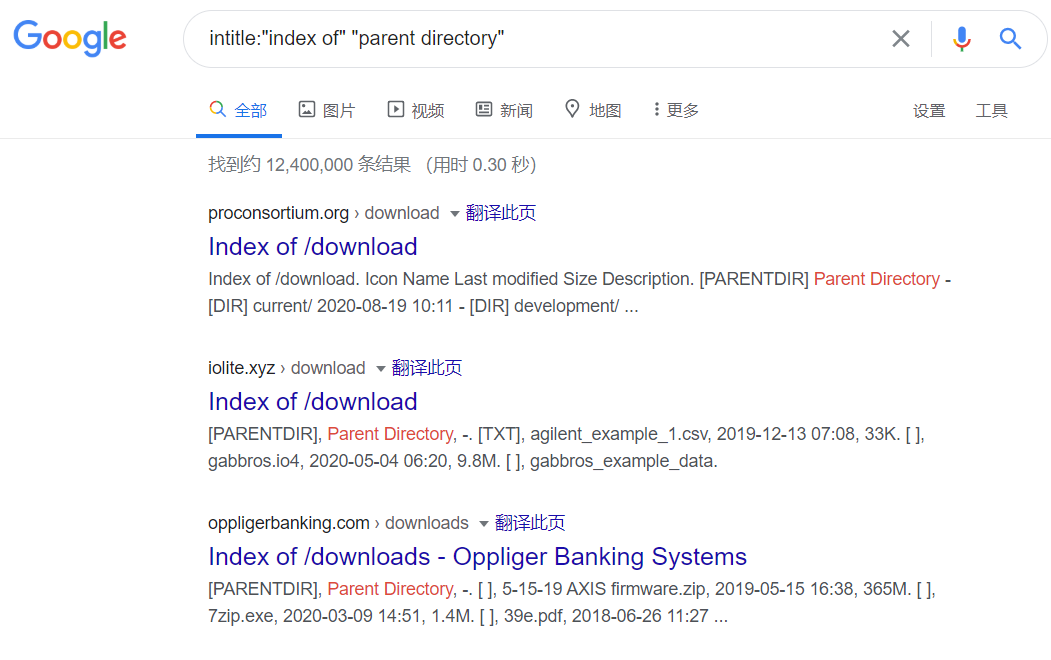 Google
intitle:"index of" "parent directory"
全部 图片 视频 新闻 地图 更多 设置 工具
找到约 12,400,000 条结果 （用时 0.30 秒）
proconsortium.org › download 翻译此页
Index of /download
Index of /download. Icon Name Last modified Size Description. [PARENTDIR] Parent Directory -
[DIR] current/ 2020-08-19 10:11 - [DIR] development/ ...
iolite.xyz › download 翻译此页
Index of /download
[PARENTDIR], Parent Directory, -. [TXT], agilent_example_1.csv, 2019-12-13 07:08, 33K. [ ],
gabbros.io4, 2020-05-04 06:20, 9.8M. [ ], gabbros_example_data.
oppligerbanking.com › downloads 翻译此页
Index of /downloads - Oppliger Banking Systems
[PARENTDIR], Parent Directory, -. [ ], 5-15-19 AXIS firmware.zip, 2019-05-15 16:38, 365M. [ ],
7zip.exe, 2020-03-09 14:51, 1.4M. [ ], 39e.pdf, 2018-06-26 11:27 ...